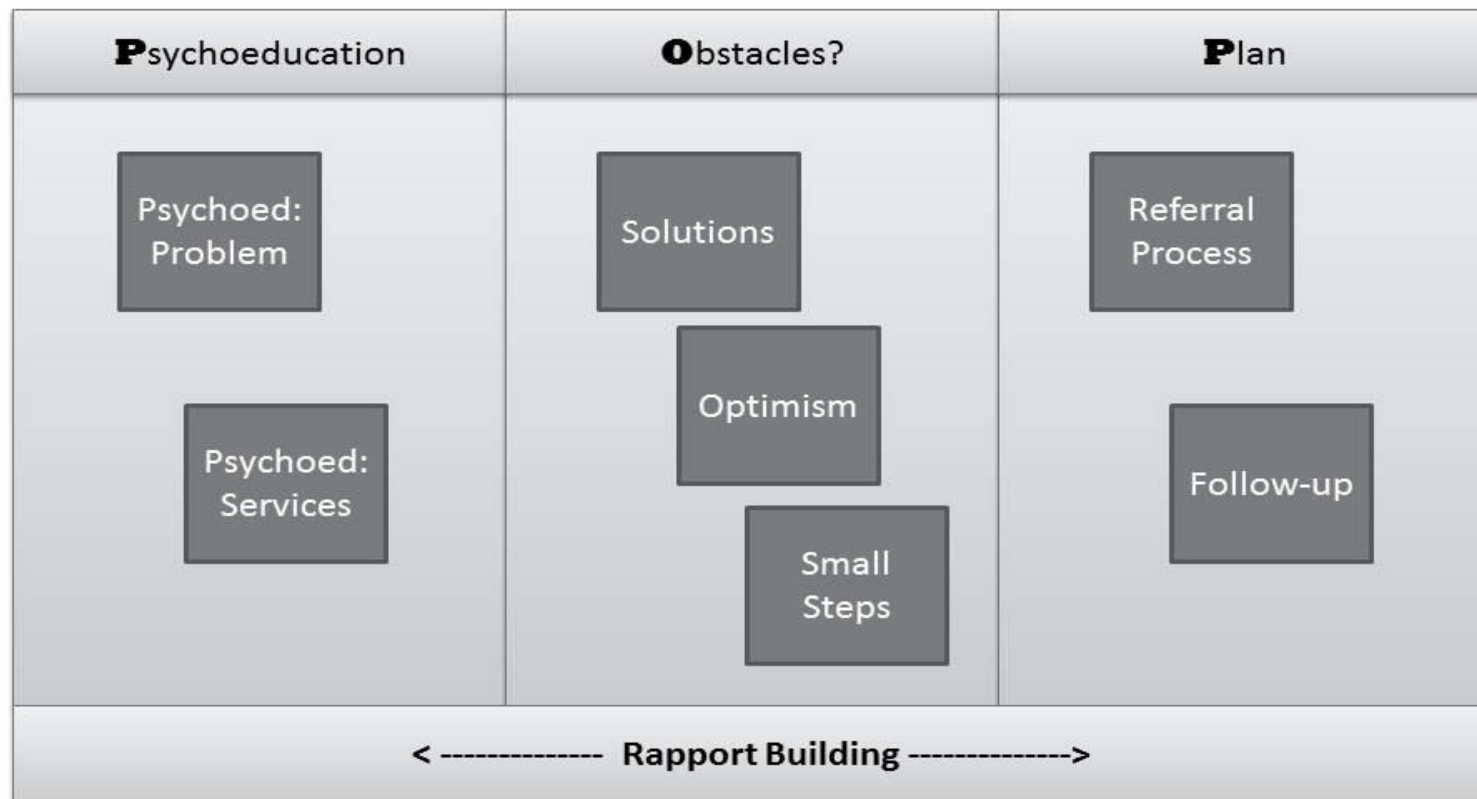 Psychoeducation
Obstacles?
Plan
Psychoed:
Problem
Psychoed:
Services
Solutions
Optimism
Small
Steps
Referral
Process
Follow-up
< -------------- Rapport Building -------------->